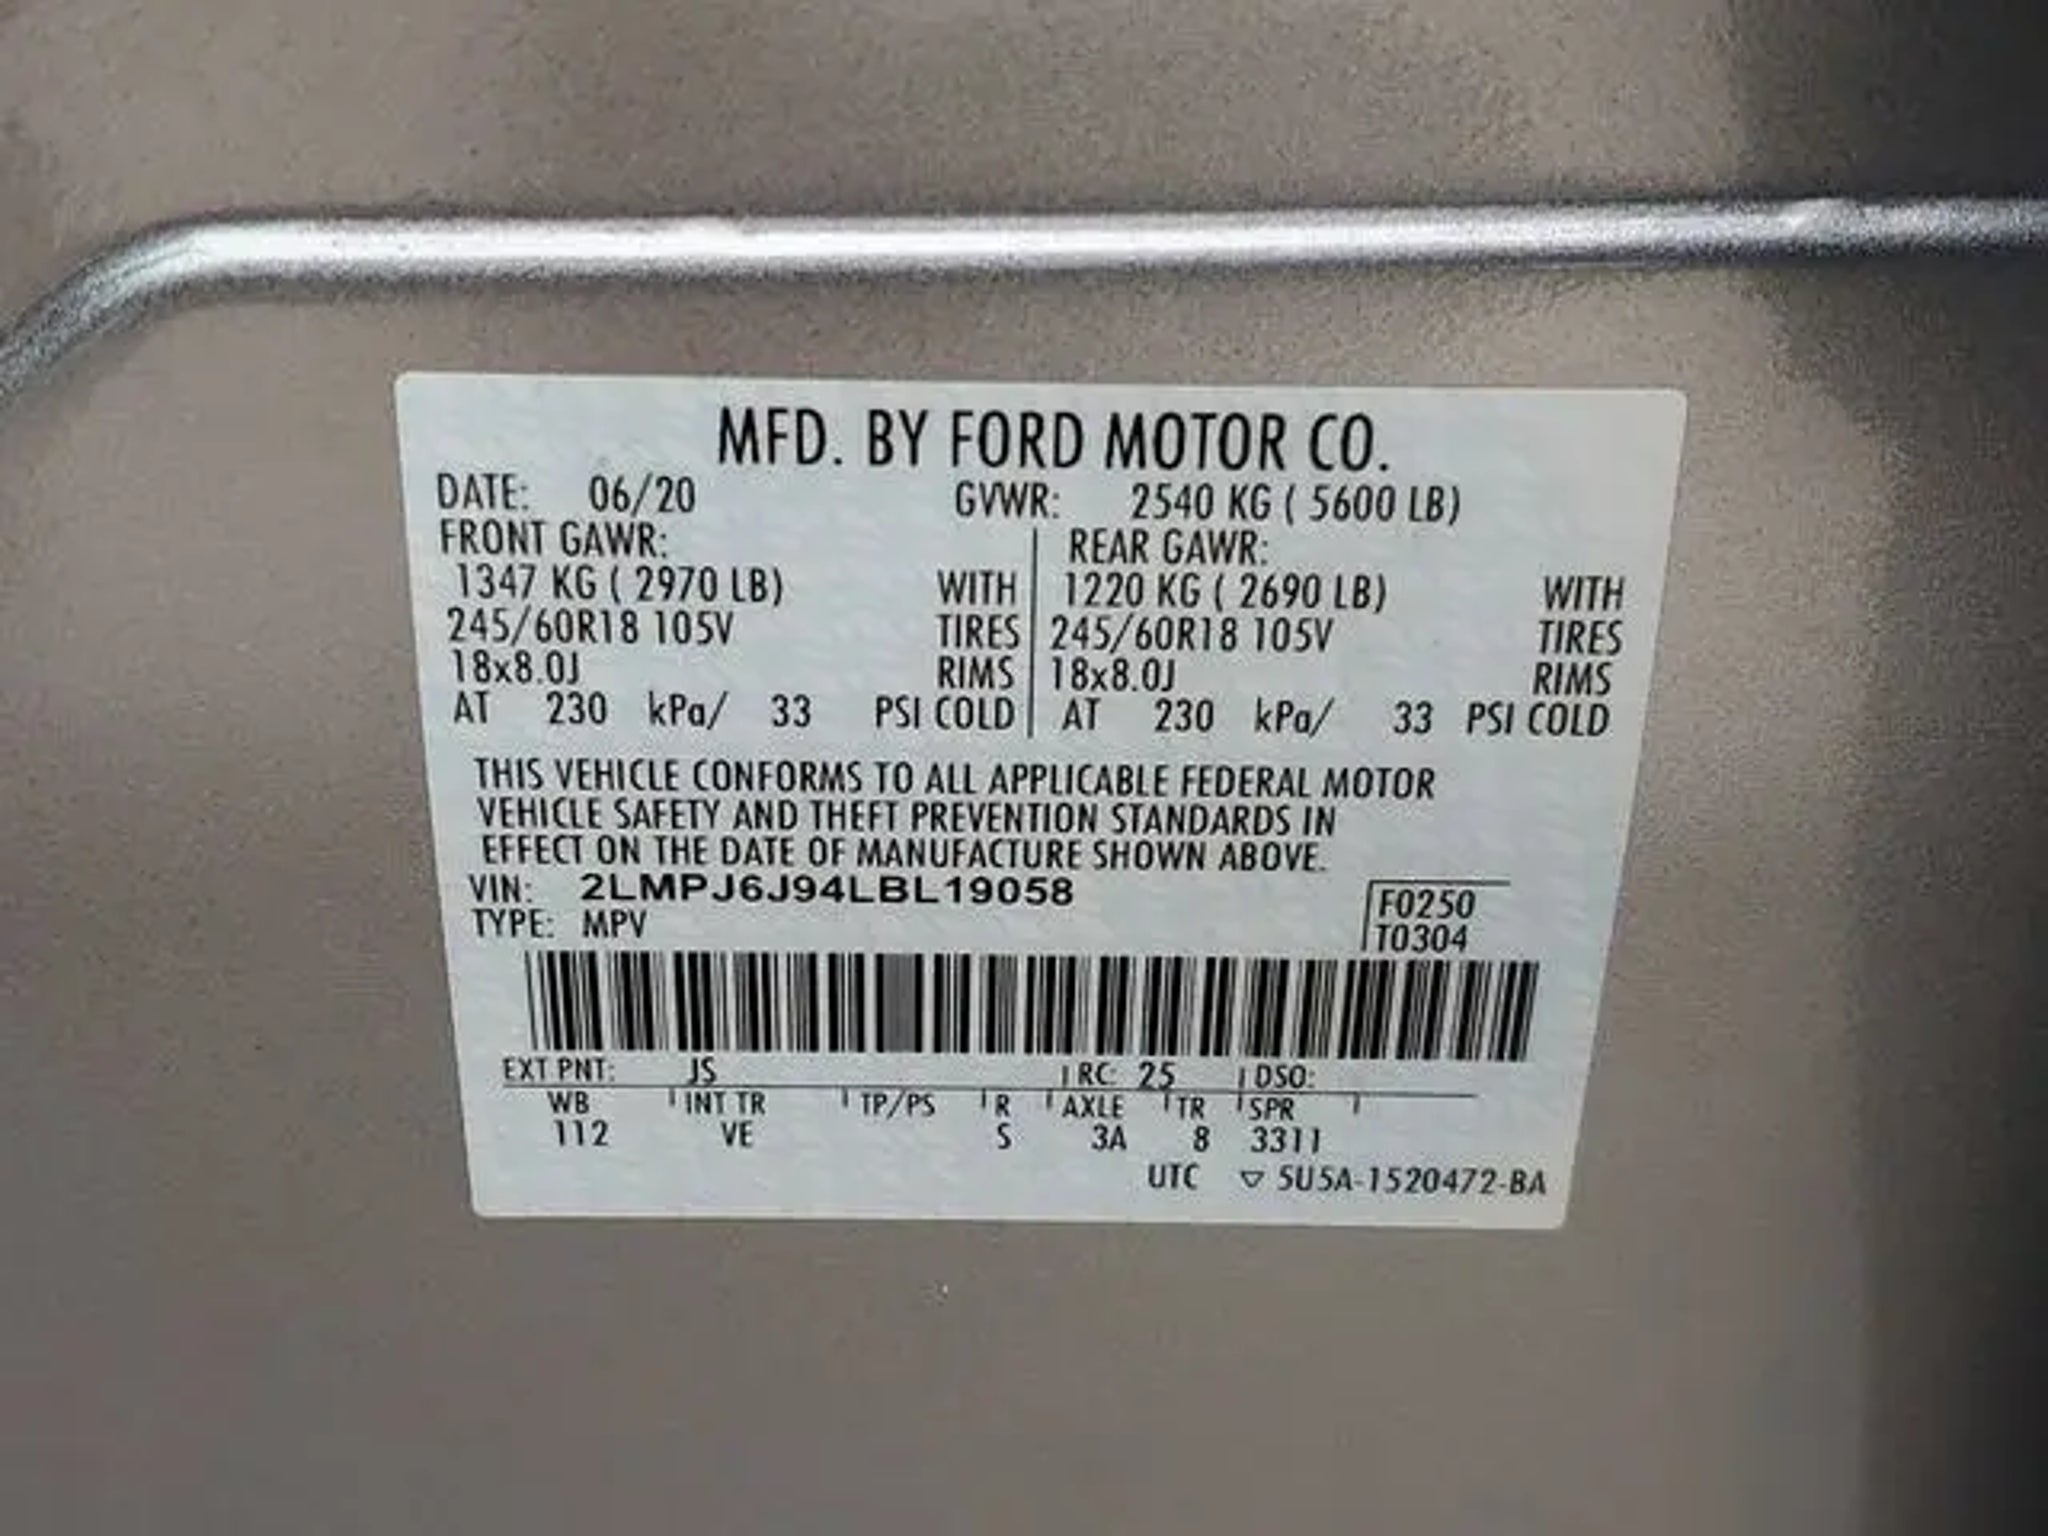 MFD. BY FORD MOTOR CO.
DATE: 06/20 GVWR: 2540 KG ( 5600 LB)
FRONT GAWR: REAR GAWR:
1347 KG ( 2970 LB) WITH 1220 KG ( 2690 LB) WITH
245/60R18 105V TIRES 245/60R18 105V TIRES
18x8.0J RIMS 18x8.0J RIMS
AT 230 kPa/ 33 PSI COLD AT 230 kPa/ 33 PSI COLD
THIS VEHICLE CONFORMS TO ALL APPLICABLE FEDERAL MOTOR
VEHICLE SAFETY AND THEFT PREVENTION STANDARDS IN
EFFECT ON THE DATE OF MANUFACTURE SHOWN ABOVE.
VIN: 2LMPJ6J94LBL19058 F0250
TYPE: MPV T0304
EXT PNT: JS RC: 25 DSO:
WB INT TR TP/PS R AXLE TR SPR
112 VE S 3A 8 3311
UTC ▽ 5U5A-1520472-BA